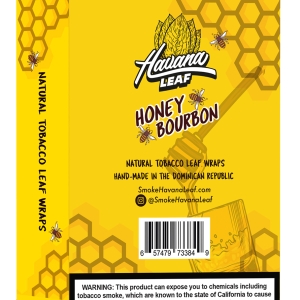 Havana
LEAF
HONEY
BOURBON
NATURAL TOBACCO LEAF WRAPS
NATURAL TOBACCO LEAF WRAPS
HAND-MADE IN THE DOMINICAN REPUBLIC
SmokeHavanaLeaf.com
@SmokeHavanaLeaf
6 57479 73384 9
WARNING: This product can expose you to chemicals including
tobacco smoke, which are known to the state of California to cause